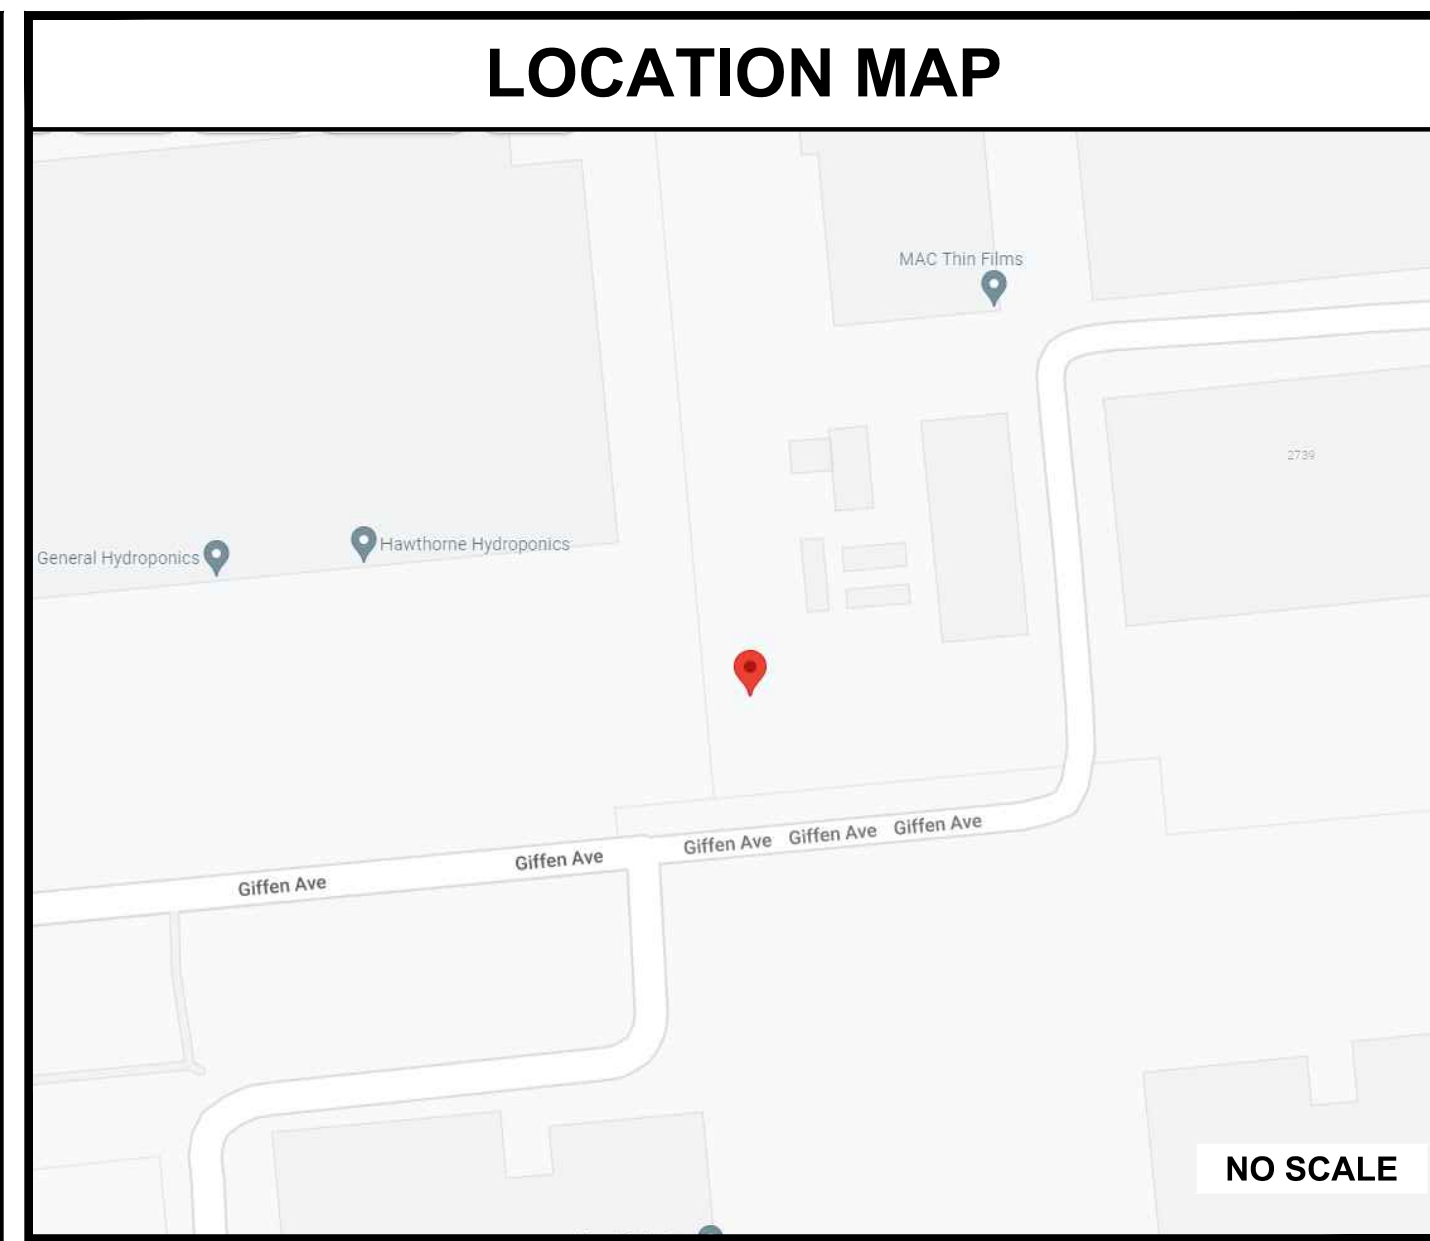 LOCATION MAP
MAC Thin Films
2739
General Hydroponics
Hawthorne Hydroponics
Giffen Ave
Giffen Ave
Giffen Ave
Giffen Ave
Giffen Ave
NO SCALE